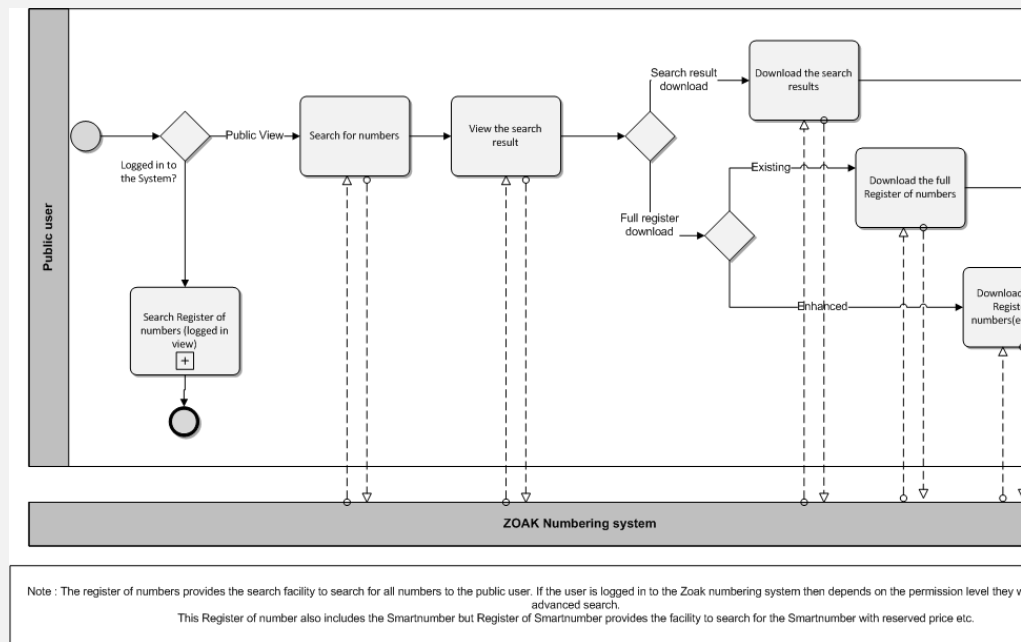 Public user
Logged in to
the System?
Public View
Search for numbers
View the search
result
Search result
download
Download the search
results
Full register
download
Existing
Download the full
Register of numbers
Enhanced
Download
Regist
numbers(e
Search Register of
numbers (logged in
view)
+
ZOAK Numbering system
Note : The register of numbers provides the search facility to search for all numbers to the public user. If the user is logged in to the Zoak numbering system then depends on the permission level they w
advanced search.
This Register of number also includes the Smartnumber but Register of Smartnumber provides the facility to search for the Smartnumber with reserved price etc.